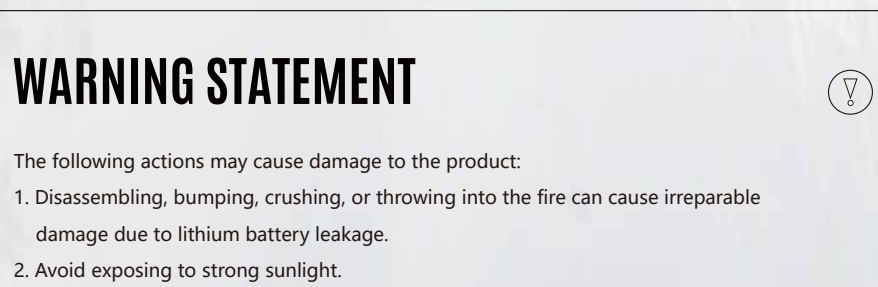 WARNING STATEMENT
The following actions may cause damage to the product:
1. Disassembling, bumping, crushing, or throwing into the fire can cause irreparable
damage due to lithium battery leakage.
2. Avoid exposing to strong sunlight.